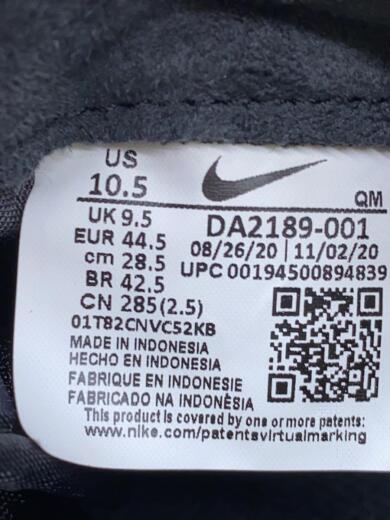 US
10.5
QM
UK 9.5
DA2189-001
EUR 44.5
08/26/20 | 11/02/20
cm 28.5
UPC 00194500894839
BR 42.5
CN 285(2.5)
01TB2CNVC52KB
MADE IN INDONESIA
HECHO EN INDONESIA
FABRIQUE EN INDONESIE
FABRICADO NA INDONÈSIA
This product is covered by one or more patents:
www.nike.com/patentsvirtualmarking